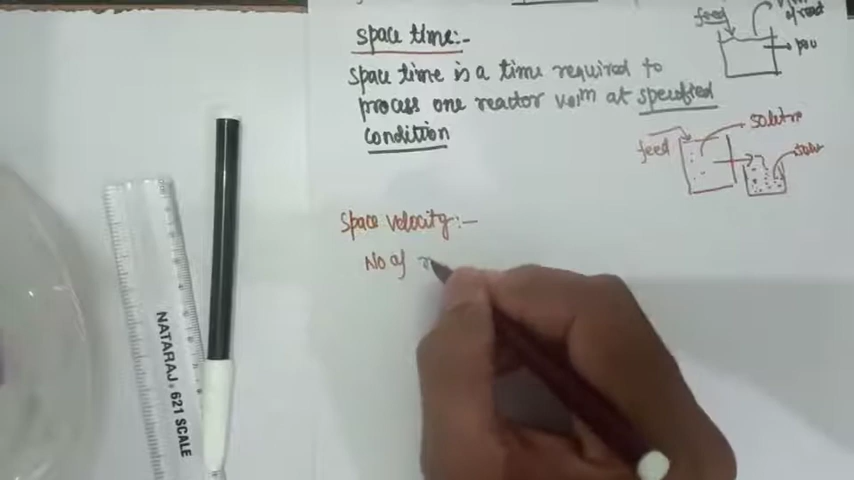 space time:-
space time is a time required to
process one reactor volm at specified
condition
feed
feed
solute
space velocity:-
No of r
NATARAJ 621 SCALE